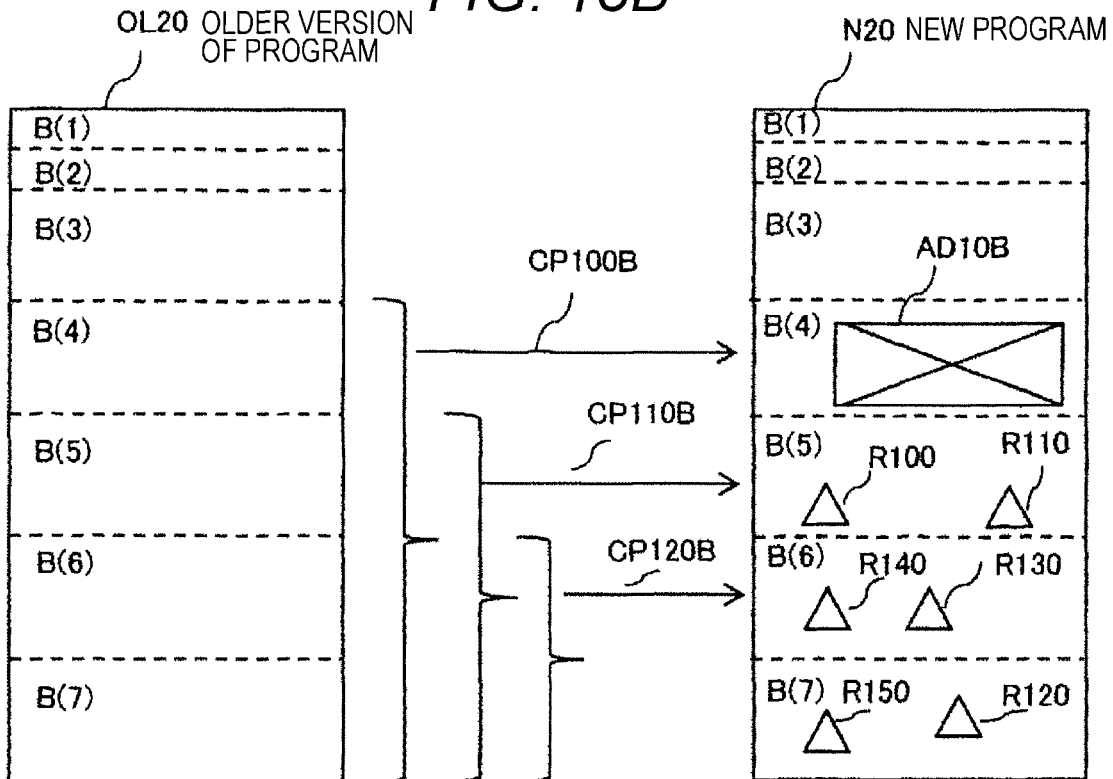 FIG.
OL20 OLDER VERSION
OF PROGRAM
N20 NEW PROGRAM
B(1)
B(2)
B(3)
B(4)
B(5)
B(6)
B(7)
CP100B
CP110B
CP120B
B(1)
B(2)
B(3)
AD10B
B(4)
B(5)
R100
R110
B(6)
R140
R130
B(7)
R150
R120